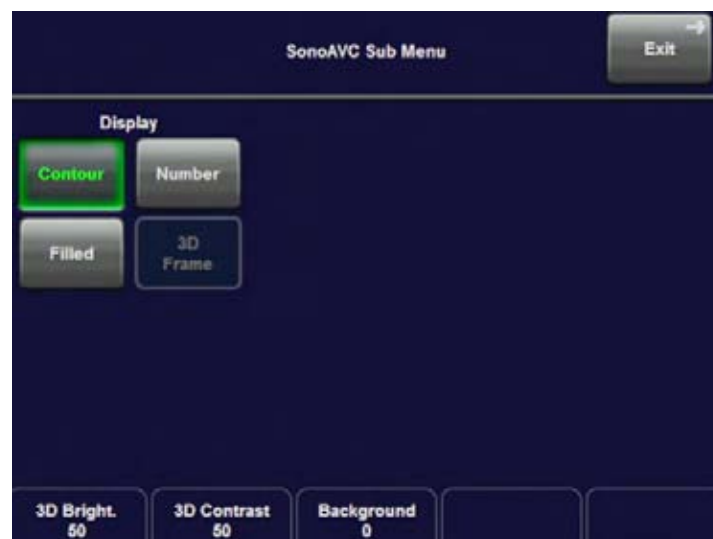 SonoAVC Sub Menu
Exit
Display
Contour
Number
Filled
3D
Frame
3D Bright.
50
3D Contrast
50
Background
0